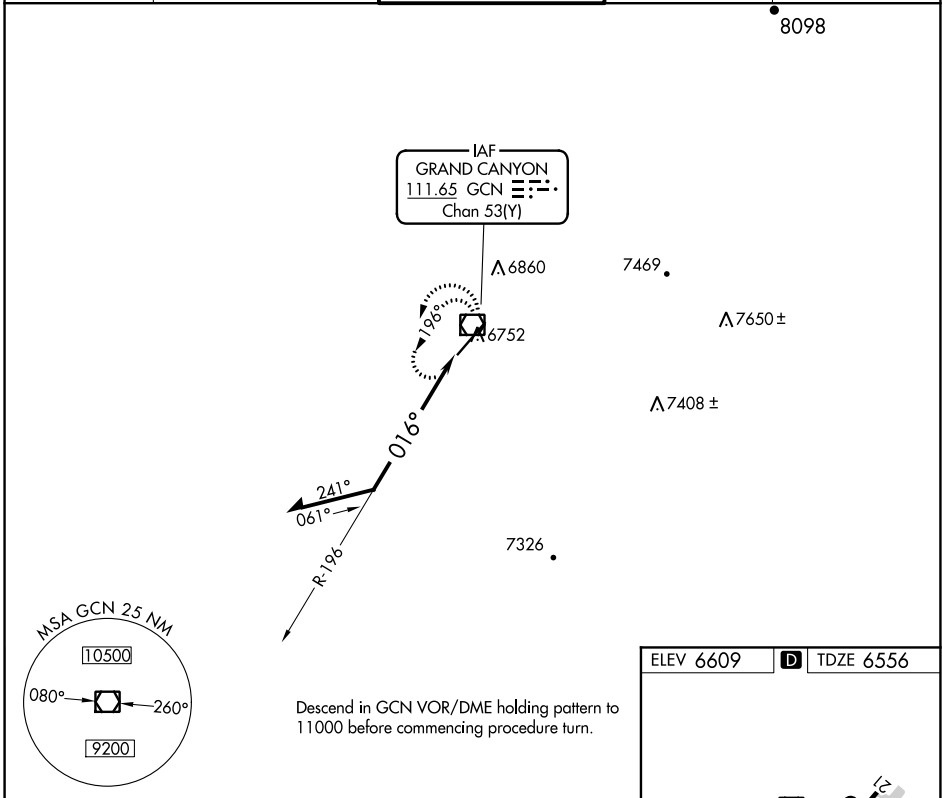 8098
IAF
GRAND CANYON
111.65 GCN
Chan 53(Y)
6860
7469
196°
6752
7650 ±
7408 ±
016°
241°
061°
R-196
7326
MSA GCN 25 NM
10500
080°
260°
9200
Descend in GCN VOR/DME holding pattern to
11000 before commencing procedure turn.
ELEV 6609 D TDZE 6556
21